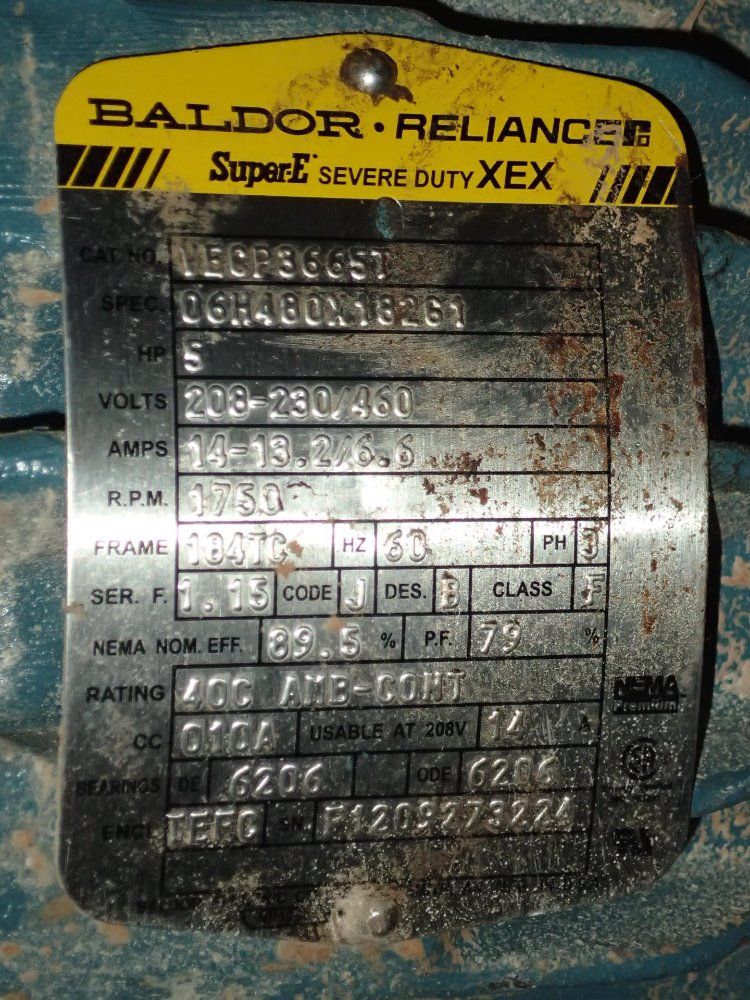 BALDOR · RELIANCER
Super-E SEVERE DUTY XEX
CAT. NO. VECP3665T
SPEC. 06H480X182G1
HP 5
VOLTS 208-230/460
AMPS 14-13.2/6.6
R.P.M. 1750
FRAME 184TC HZ 60 PH 3
SER. F. 1.15 CODE J DES. B CLASS F
NEMA NOM. EFF. 89.5 % P.F. 79 %
RATING 40C AMB-CONT
NEMA
Premium
CC 010A USABLE AT 208V 14 A
BEARINGS DE 6206 ODE 6206
ENCL TEFC SN F1209273224